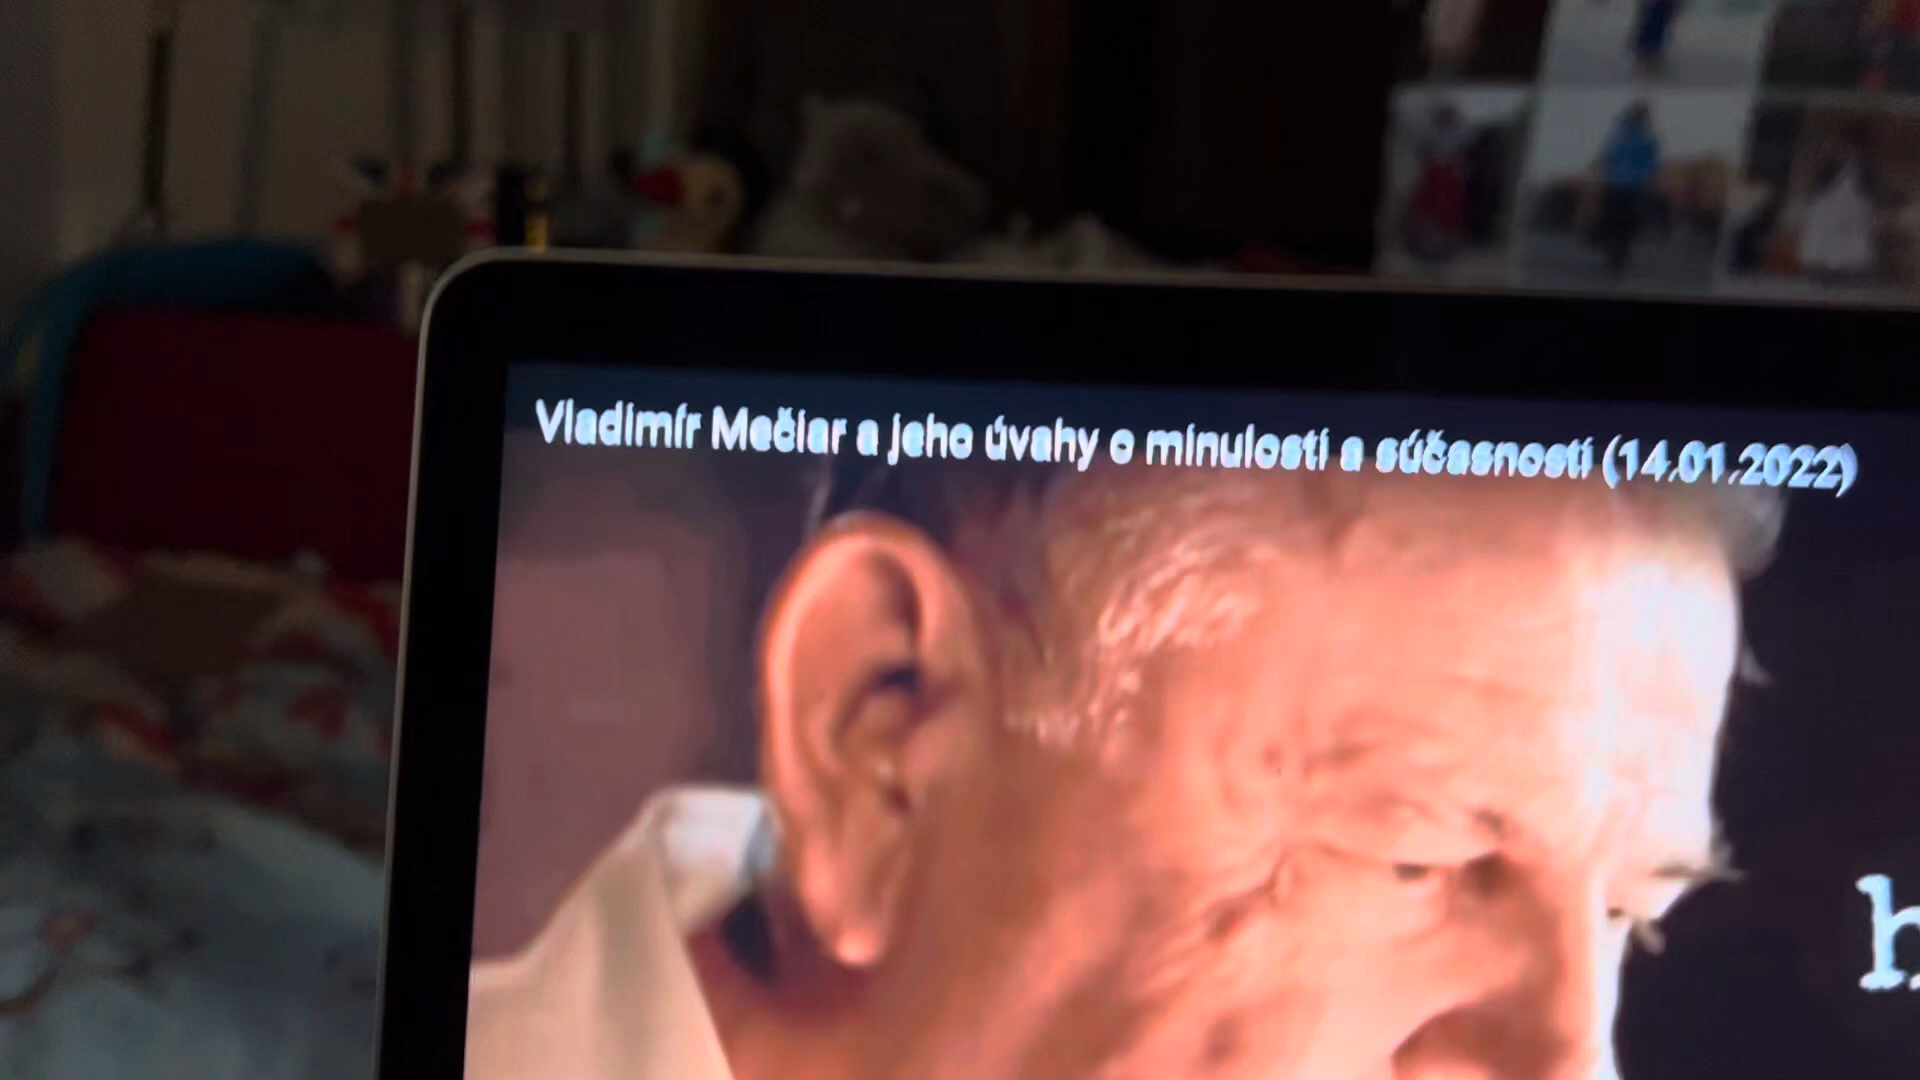 Vladimír Mečiar a jeho úvahy o minulosti a súčasnosti (14.01.2022)